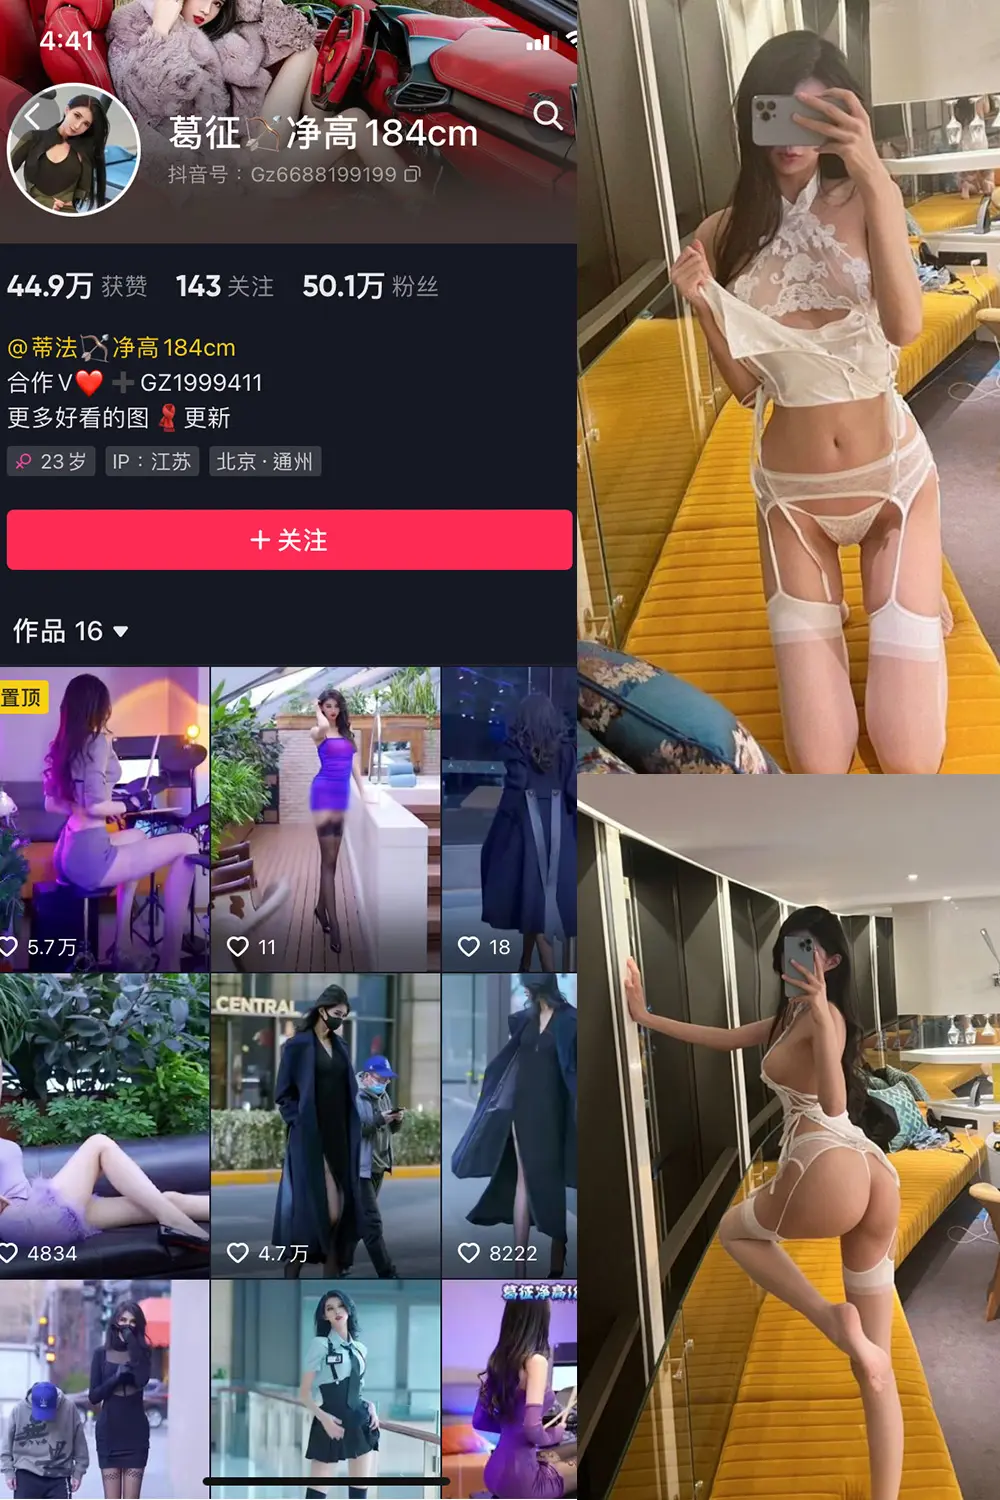 4:41
葛征🏹净高184cm
抖音号：Gz6688199199
44.9万 获赞 143 关注 50.1万 粉丝
@蒂法🏹净高184cm
合作V❤️➕GZ1999411
更多好看的图🧣更新
23岁 IP：江苏 北京·通州
+ 关注
作品 16
置顶
5.7万 11 18
CENTRAL
4834 4.7万 8222
葛征净高